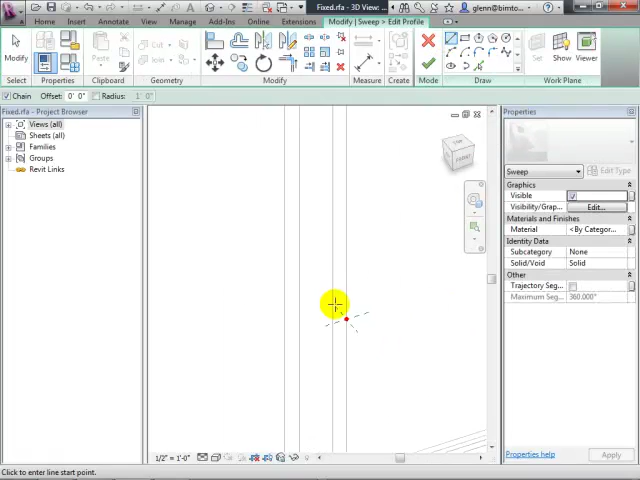 Fixed.rfa - 3D View: glenn@bimto...
Home Insert Annotate View Manage Add-Ins Online Extensions Modify | Sweep > Edit Profile
Modify Paste Cut Join Set Show Viewer
Select Properties Clipboard Geometry Modify Measure Create Mode Draw Work Plane
Chain Offset: 0' 0" Radius: 1' 0"
Fixed.rfa - Project Browser
Views (all)
Sheets (all)
Families
Groups
Revit Links
FRONT
Properties
Sweep Edit Type
Graphics
Visible
Visibility/Grap... Edit...
Materials and Finishes
Material <By Categor...
Identity Data
Subcategory None
Solid/Void Solid
Other
Trajectory Seg...
Maximum Seg... 360.000°
Properties help Apply
1/2" = 1'-0"
Click to enter line start point.